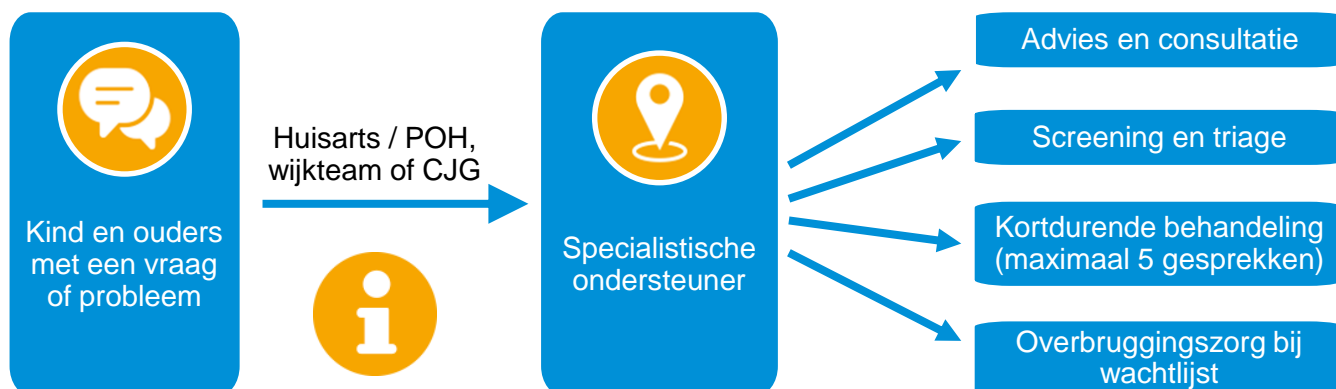 Kind en ouders
met een vraag
of probleem
Huisarts / POH,
wijkteam of CJG
Specialistische
ondersteuner
Advies en consultatie
Screening en triage
Kortdurende behandeling
(maximaal 5 gesprekken)
Overbruggingszorg bij
wachtlijst